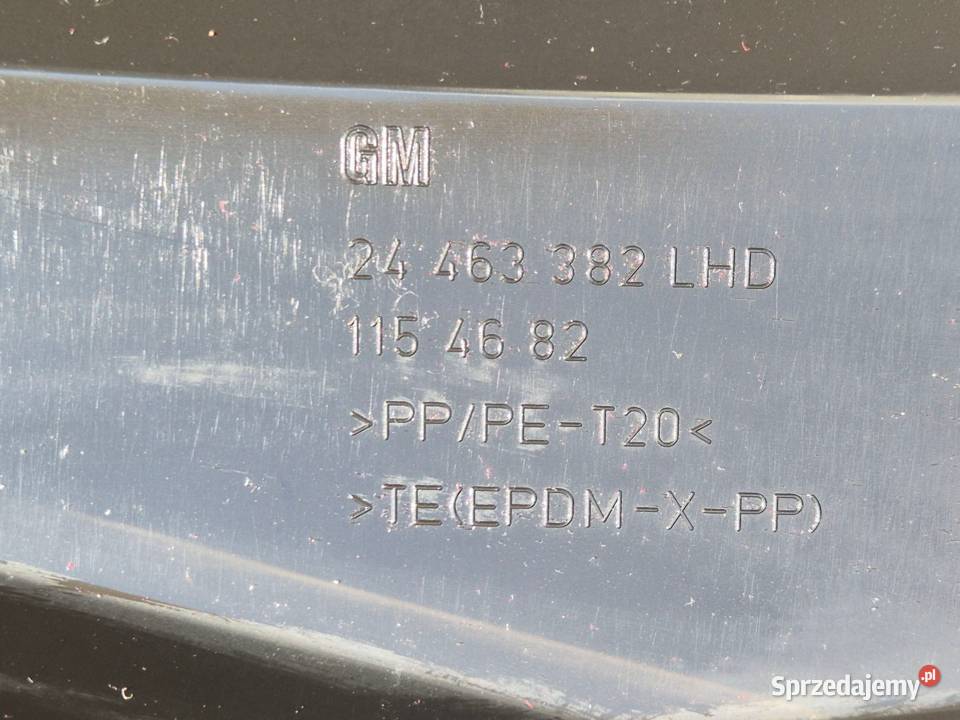 GM
24 463 382 LHD
115 46 82
>PP/PE-T20<
>TE(EPDM-X-PP)
Sprzedajemy.pl